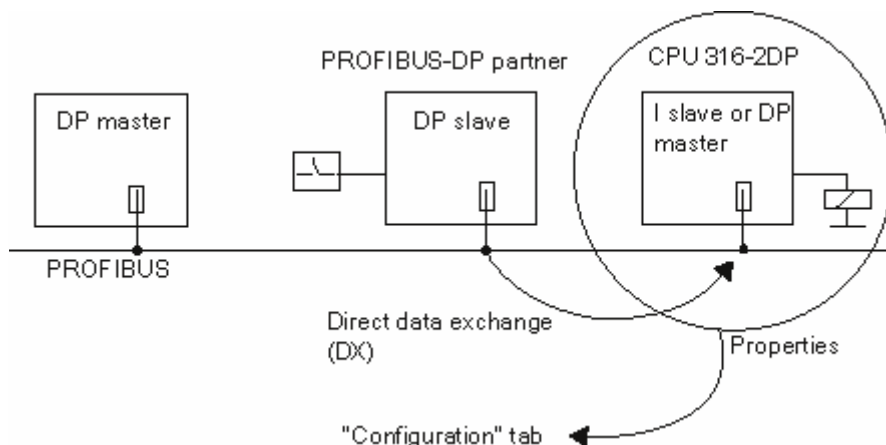 PROFIBUS-DP partner
CPU 316-2DP
DP master
DP slave
I slave or DP
master
PROFIBUS
Direct data exchange
(DX)
Properties
"Configuration" tab